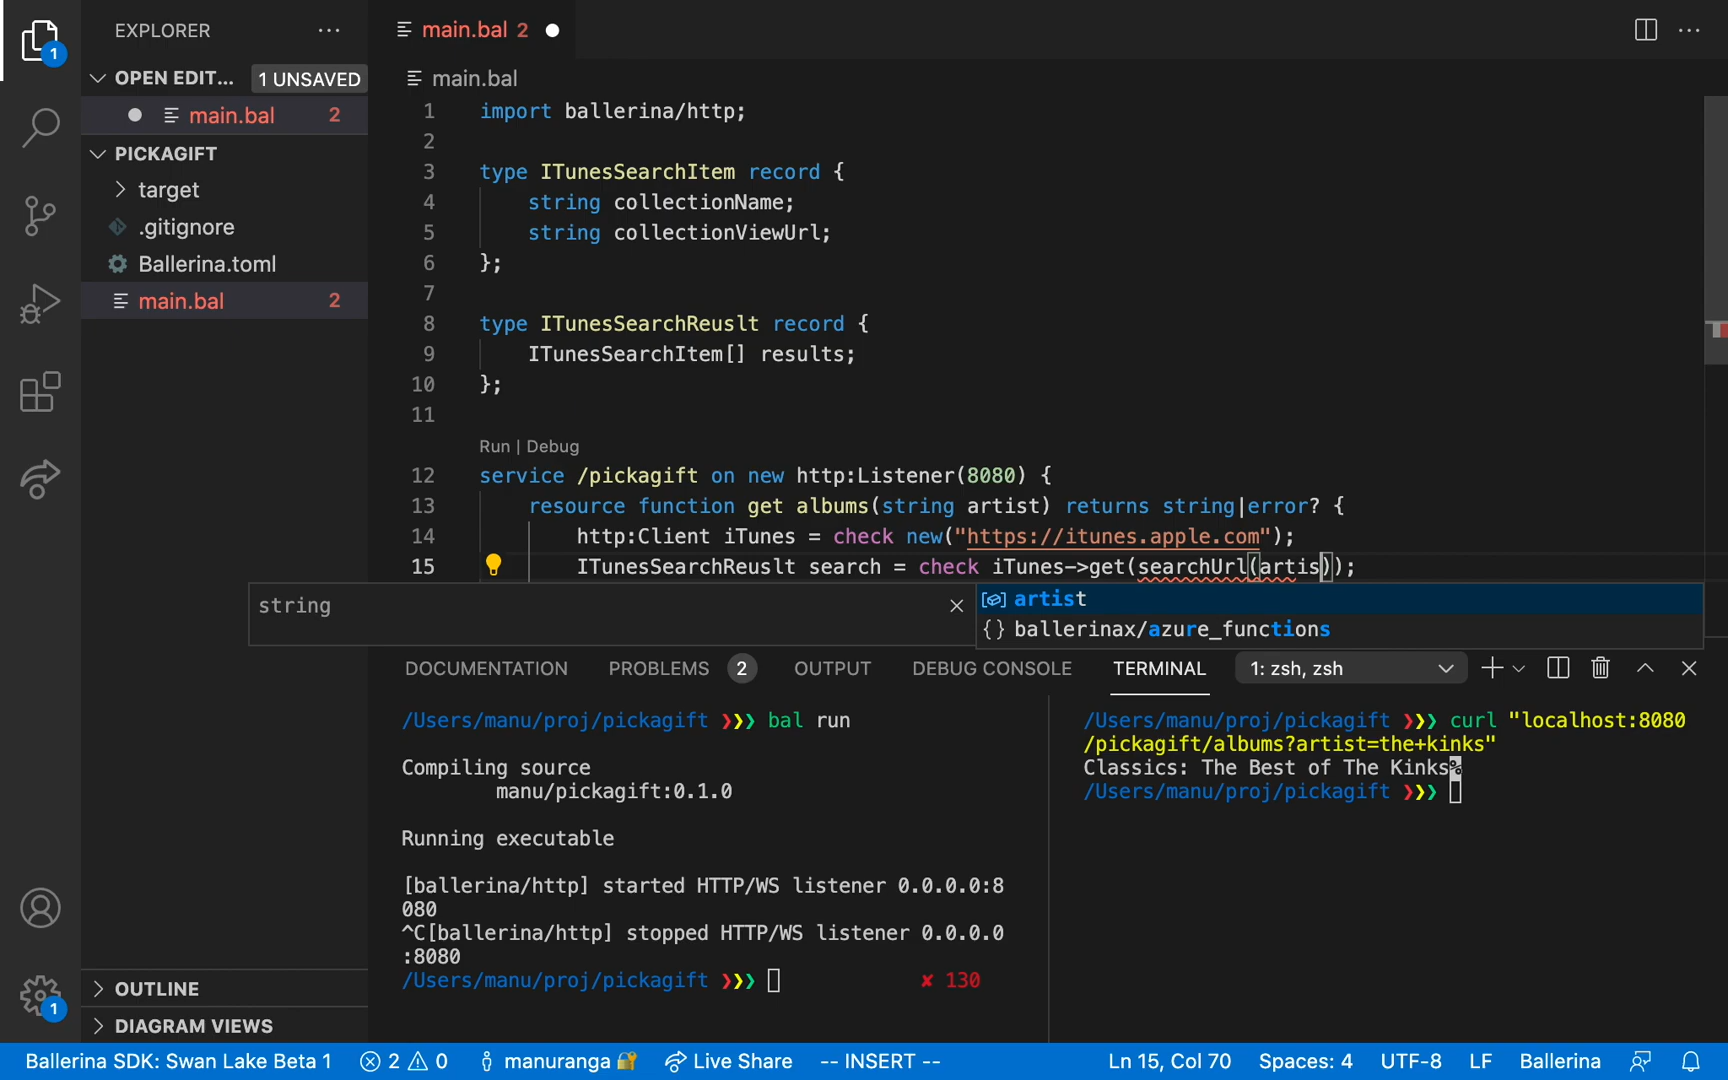 EXPLORER
OPEN EDIT... 1 UNSAVED
main.bal 2
PICKAGIFT
target
.gitignore
Ballerina.toml
main.bal 2
OUTLINE
DIAGRAM VIEWS
1
1
main.bal 2
main.bal
1 import ballerina/http;
2
3 type ITunesSearchItem record {
4 string collectionName;
5 string collectionViewUrl;
6 };
7
8 type ITunesSearchReuslt record {
9 ITunesSearchItem[] results;
10 };
11
Run | Debug
12 service /pickagift on new http:Listener(8080) {
13 resource function get albums(string artist) returns string|error? {
14 http:Client iTunes = check new("https://itunes.apple.com");
15 ITunesSearchReuslt search = check iTunes->get(searchUrl(artis));
string
artist
{} ballerinax/azure_functions
DOCUMENTATION PROBLEMS 2 OUTPUT DEBUG CONSOLE TERMINAL 1: zsh, zsh
/Users/manu/proj/pickagift ❯❯❯ bal run
Compiling source
manu/pickagift:0.1.0
Running executable
[ballerina/http] started HTTP/WS listener 0.0.0.0:8
080
^C[ballerina/http] stopped HTTP/WS listener 0.0.0.0
:8080
/Users/manu/proj/pickagift ❯❯❯ ✘ 130
/Users/manu/proj/pickagift ❯❯❯ curl "localhost:8080
/pickagift/albums?artist=the+kinks"
Classics: The Best of The Kinks%
/Users/manu/proj/pickagift ❯❯❯
Ballerina SDK: Swan Lake Beta 1 2 0 manuranga Live Share -- INSERT -- Ln 15, Col 70 Spaces: 4 UTF-8 LF Ballerina